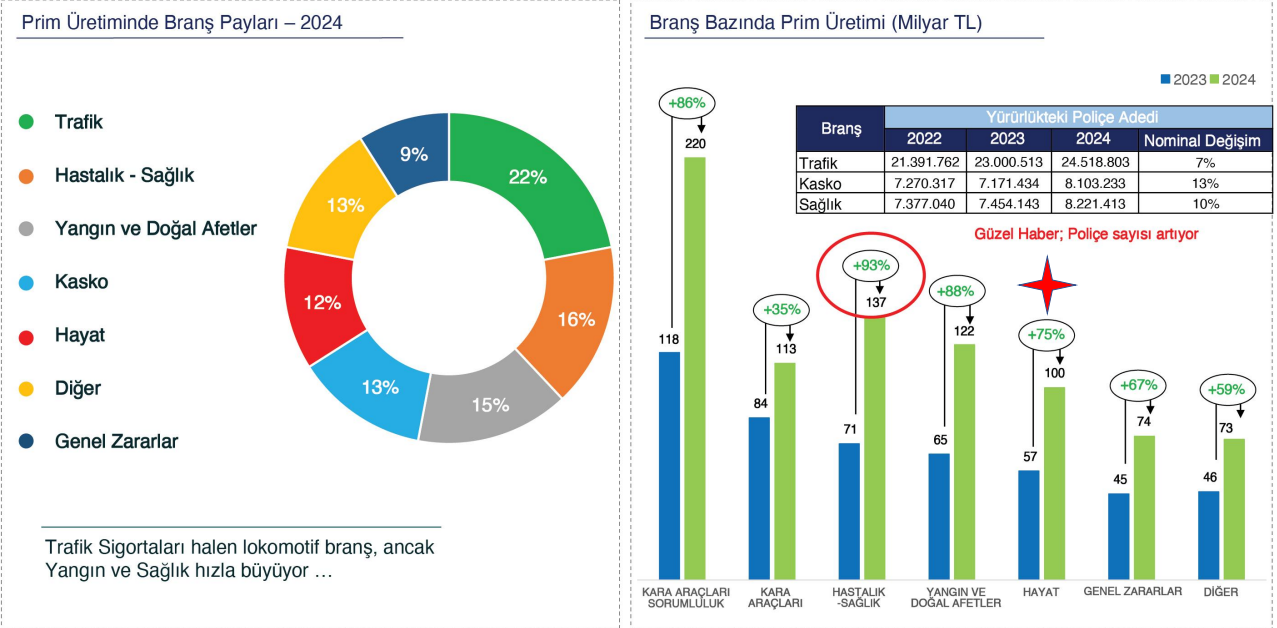 Prim Üretiminde Branş Payları – 2024
Trafik
Hastalık - Sağlık
Yangın ve Doğal Afetler
Kasko
Hayat
Diğer
Genel Zararlar
22%
16%
15%
13%
12%
13%
9%
Trafik Sigortaları halen lokomotif branş, ancak
Yangın ve Sağlık hızla büyüyor …
Branş Bazında Prim Üretimi (Milyar TL)
2023 2024
Branş Yürürlükteki Poliçe Adedi
2022 2023 2024 Nominal Değişim
Trafik 21.391.762 23.000.513 24.518.803 7%
Kasko 7.270.317 7.171.434 8.103.233 13%
Sağlık 7.377.040 7.454.143 8.221.413 10%
Güzel Haber; Poliçe sayısı artıyor
+86%
118 220
+35%
84 113
+93%
71 137
+88%
65 122
+75%
57 100
+67%
45 74
+59%
46 73
KARA ARAÇLARI
SORUMLULUK
KARA
ARAÇLARI
HASTALIK
-SAĞLIK
YANGIN VE
DOĞAL AFETLER
HAYAT
GENEL ZARARLAR
DİĞER